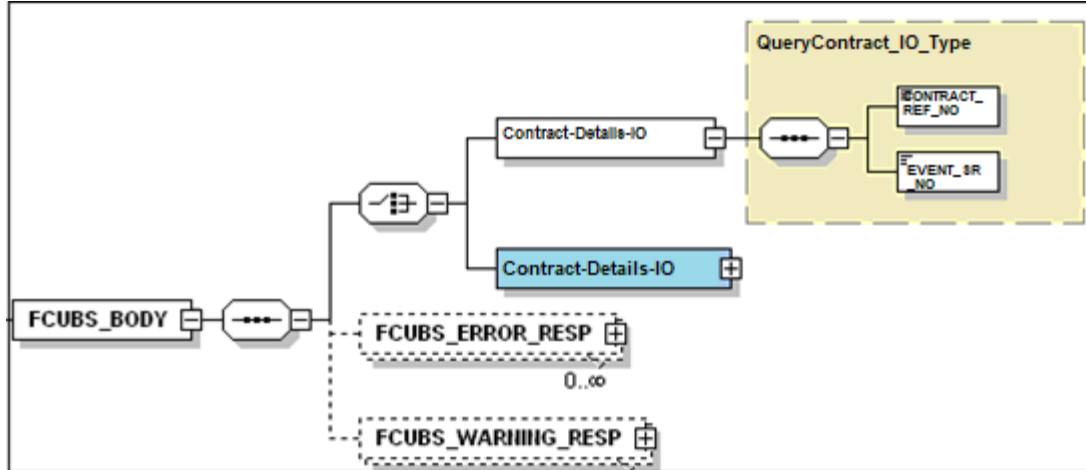 QueryContract_IO_Type
CONTRACT_
REF_NO
Contract-Details-IO
EVENT_SR
_NO
Contract-Details-IO
FCUBS_BODY
FCUBS_ERROR_RESP
0..∞
FCUBS_WARNING_RESP